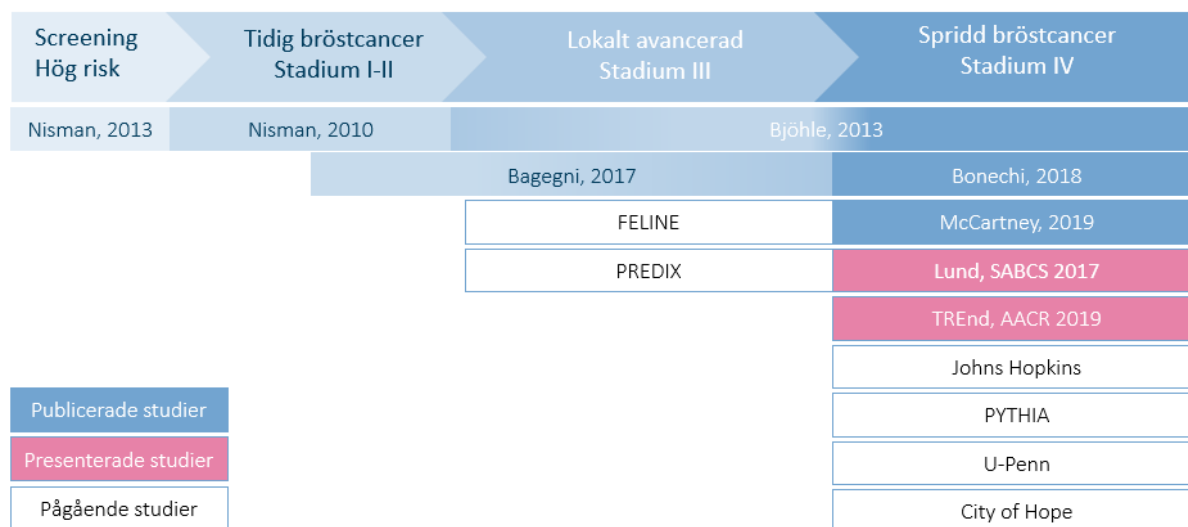 Screening
Hög risk
Tidig bröstcancer
Stadium I-II
Lokalt avancerad
Stadium III
Spridd bröstcancer
Stadium IV
Nisman, 2013
Nisman, 2010
Bjöhle, 2013
Bagegni, 2017
Bonechi, 2018
FELINE
McCartney, 2019
PREDIX
Lund, SABCS 2017
TREnd, AACR 2019
Johns Hopkins
Publicerade studier
PYTHIA
Presenterade studier
U-Penn
Pågående studier
City of Hope